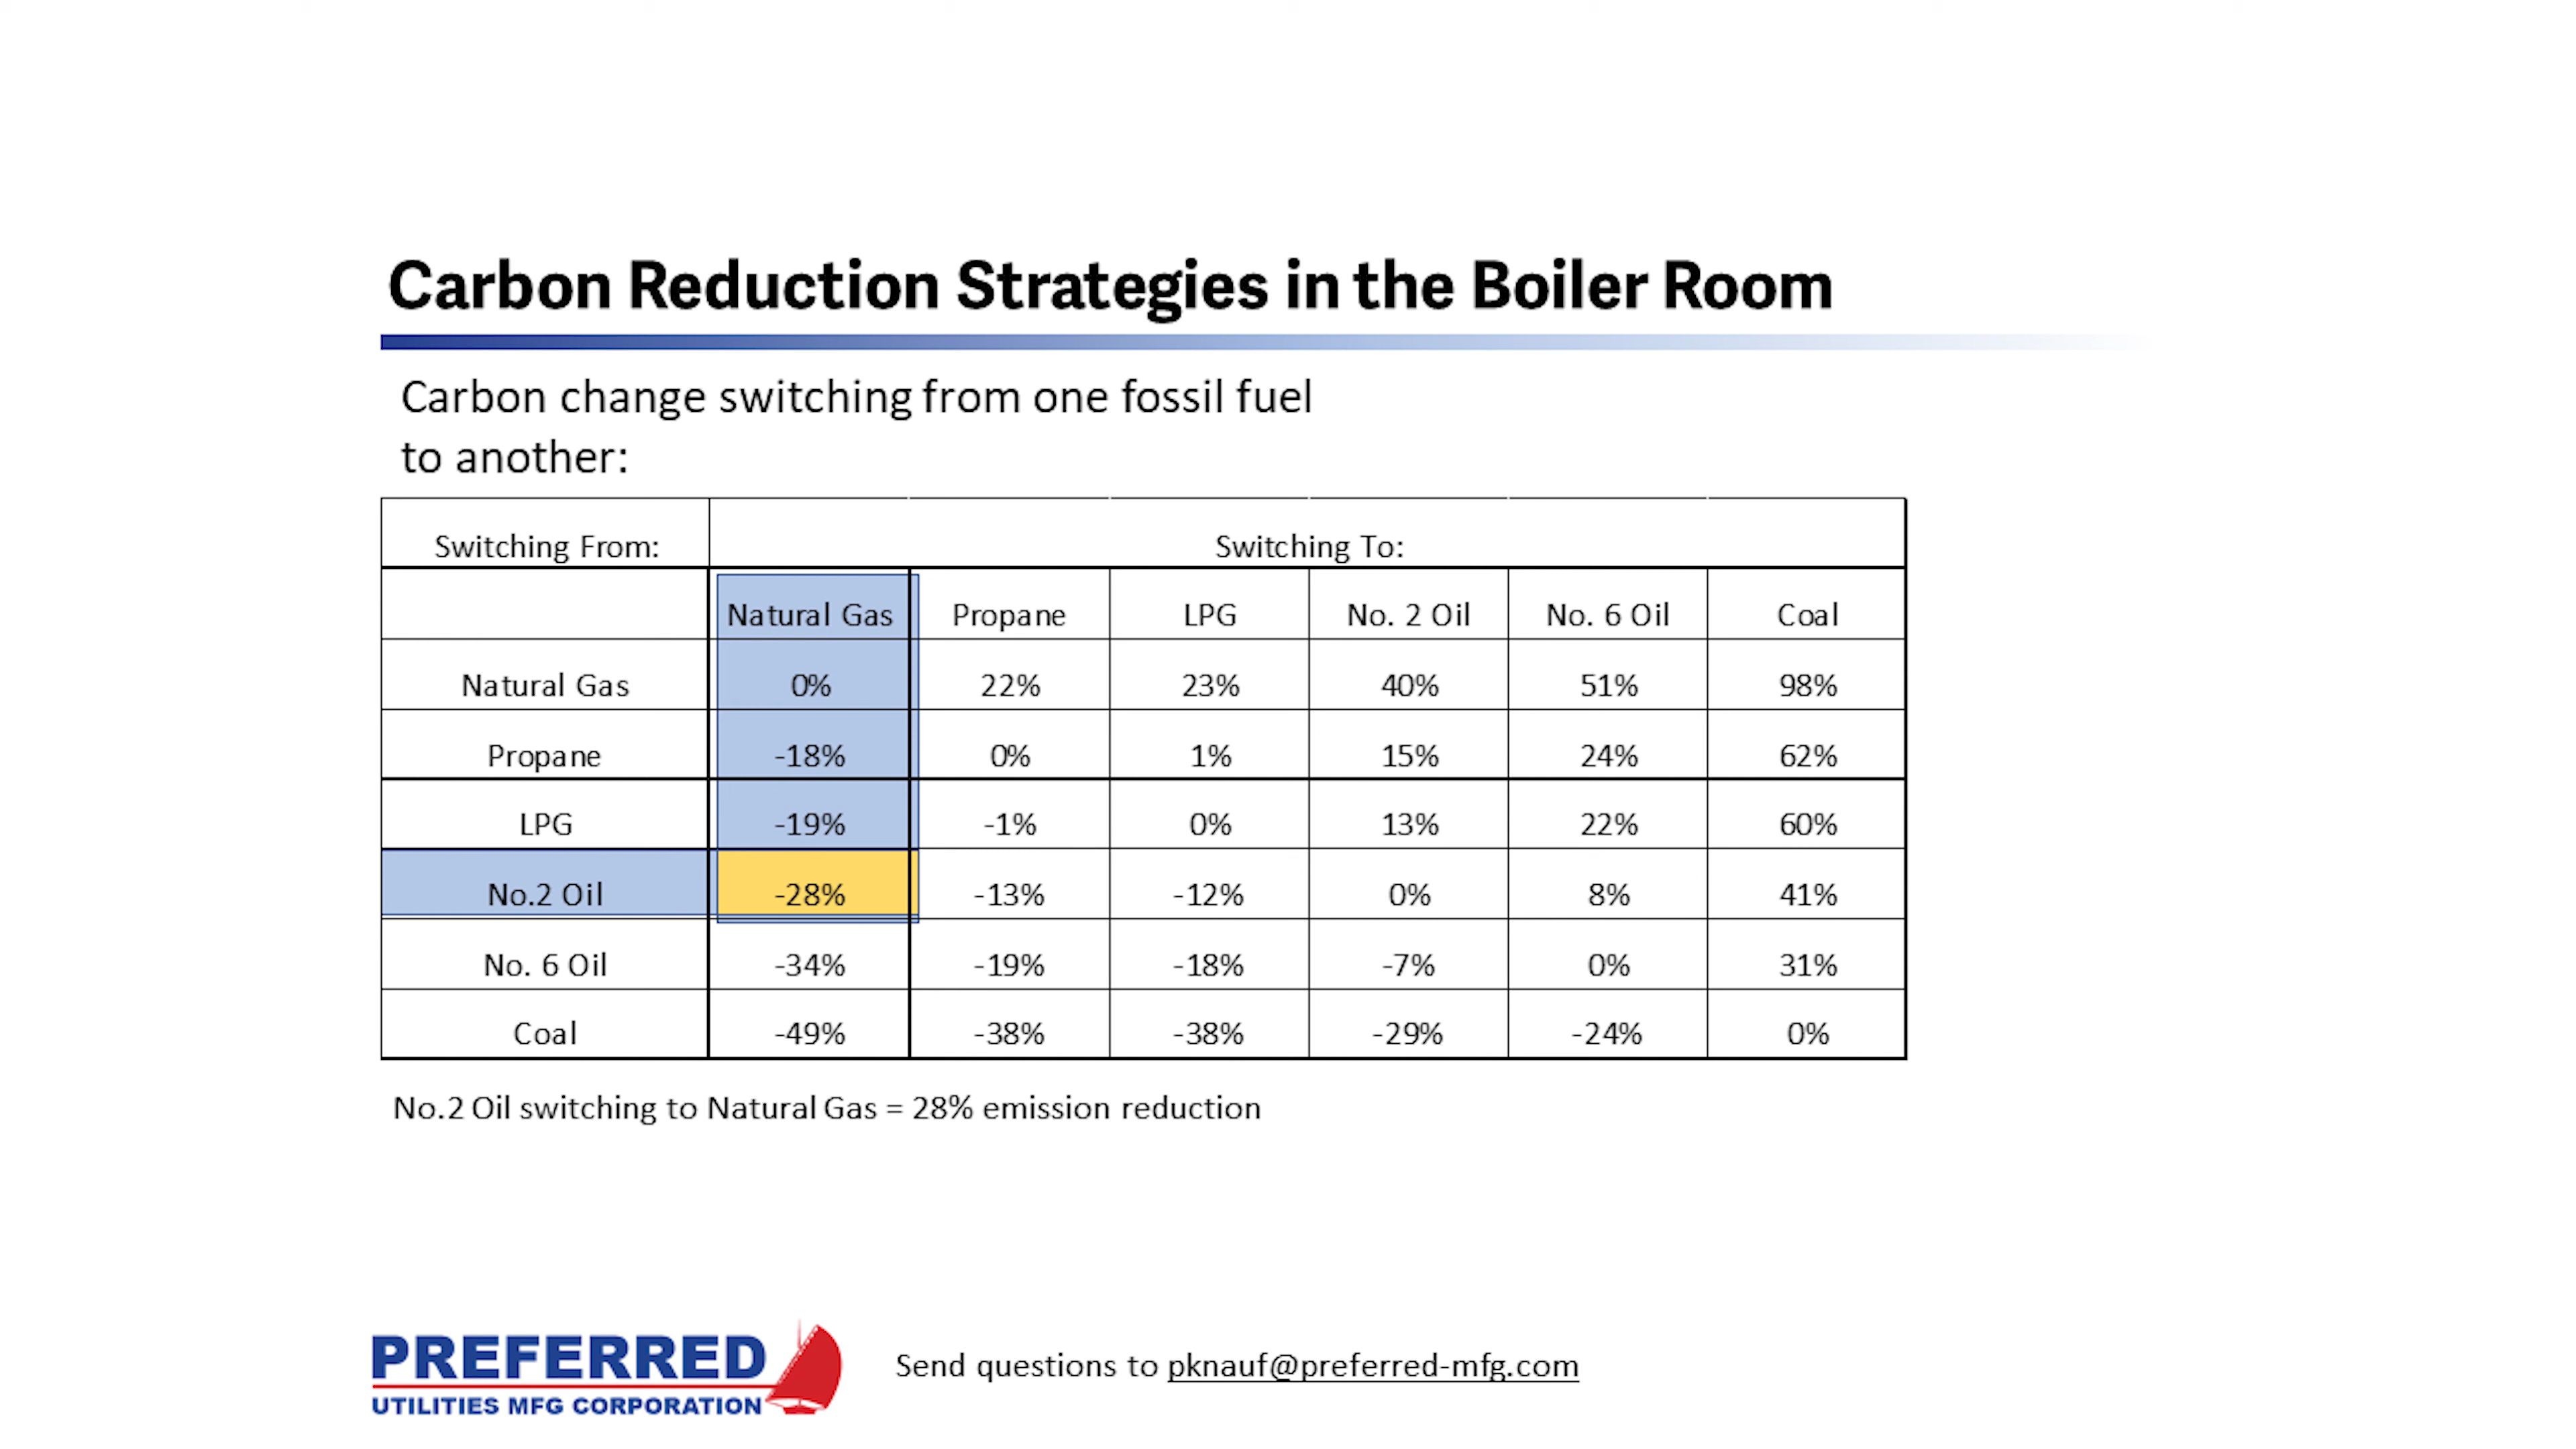 Carbon Reduction Strategies in the Boiler Room
Carbon change switching from one fossil fuel
to another:
Switching From: Switching To:
Natural Gas Propane LPG No. 2 Oil No. 6 Oil Coal
Natural Gas 0% 22% 23% 40% 51% 98%
Propane -18% 0% 1% 15% 24% 62%
LPG -19% -1% 0% 13% 22% 60%
No.2 Oil -28% -13% -12% 0% 8% 41%
No. 6 Oil -34% -19% -18% -7% 0% 31%
Coal -49% -38% -38% -29% -24% 0%
No.2 Oil switching to Natural Gas = 28% emission reduction
PREFERRED
UTILITIES MFG CORPORATION
Send questions to pknauf@preferred-mfg.com